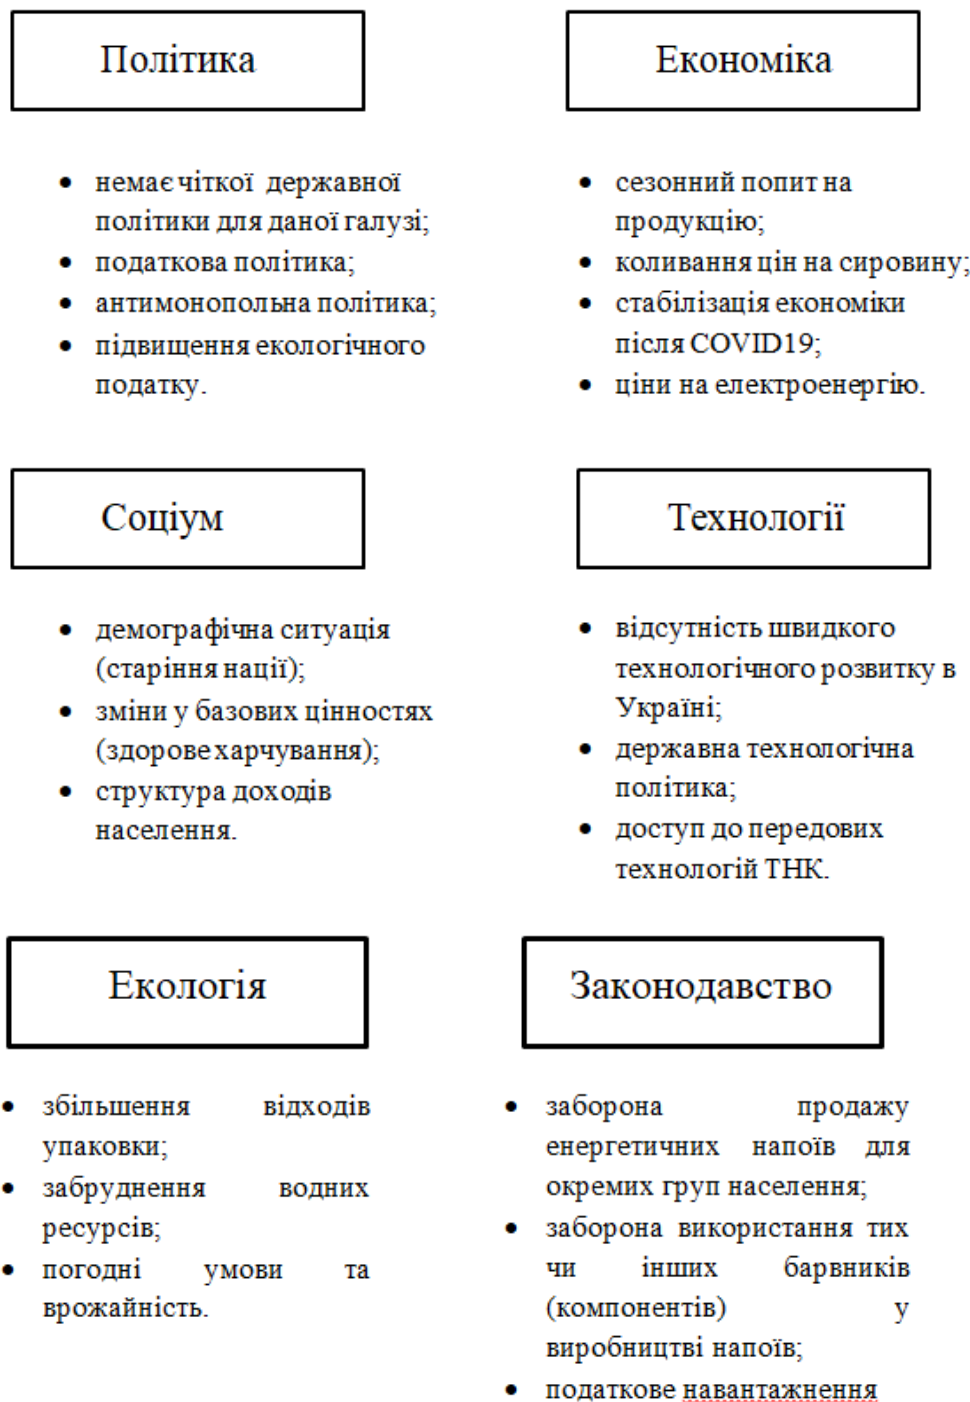 Політика
немає чіткої державної
політики для даної галузі;
податкова політика;
антимонопольна політика;
підвищення екологічного
податку.
Економіка
сезонний попит на
продукцію;
коливання цін на сировину;
стабілізація економіки
після COVID19;
ціни на електроенергію.
Соціум
демографічна ситуація
(старіння нації);
зміни у базових цінностях
(здорове харчування);
структура доходів
населення.
Технології
відсутність швидкого
технологічного розвитку в
Україні;
державна технологічна
політика;
доступ до передових
технологій ТНК.
Екологія
збільшення відходів
упаковки;
забруднення водних
ресурсів;
погодні умови та
врожайність.
Законодавство
заборона продажу
енергетичних напоїв для
окремих груп населення;
заборона використання тих
чи інших барвників
(компонентів) у
виробництві напоїв;
податкове навантажнення